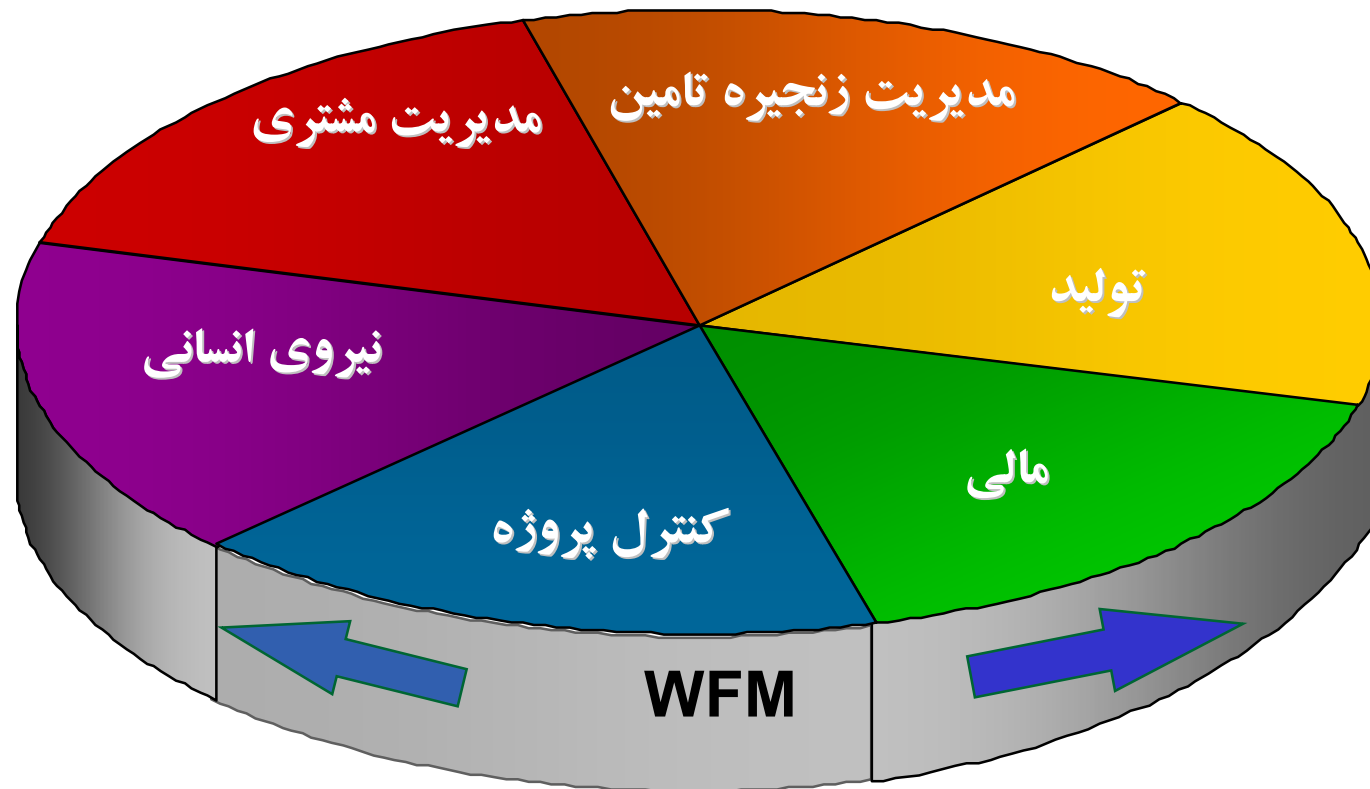 مدیریت زنجیره تامین
مدیریت مشتری
تولید
نیروی انسانی
مالی
کنترل پروژه
WFM